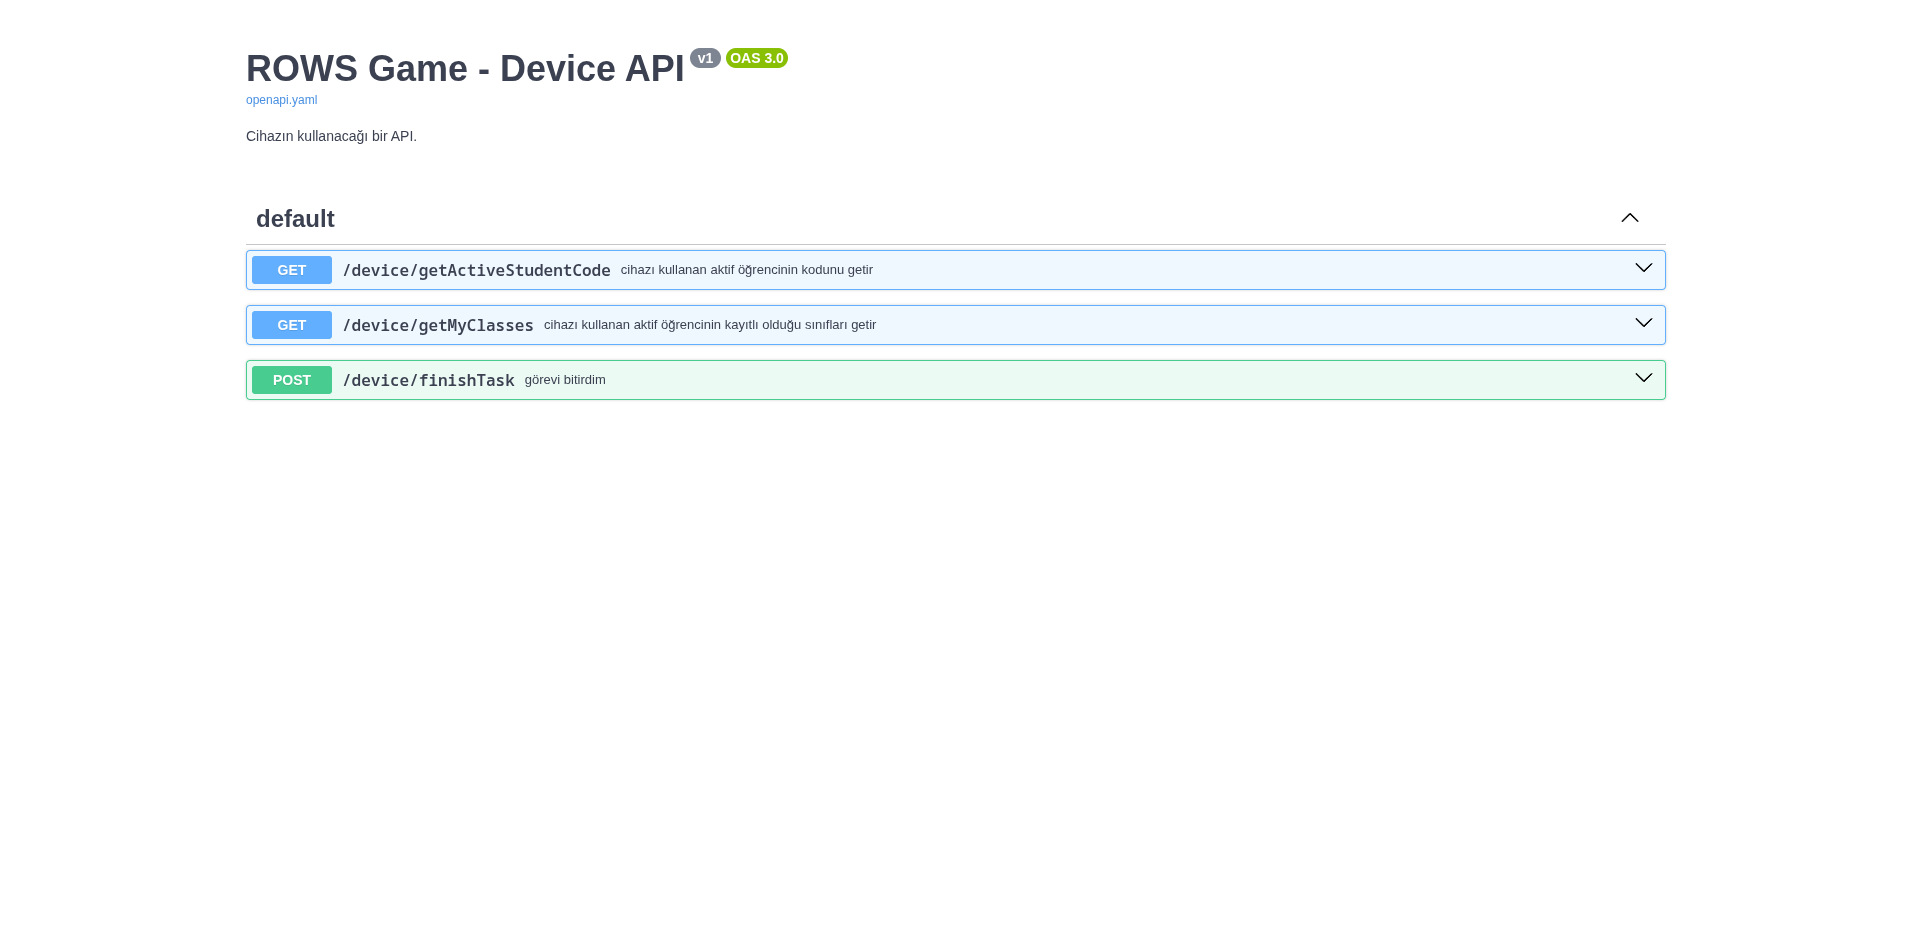 ROWS Game - Device API v1 OAS 3.0
openapi.yaml
Cihazın kullanacağı bir API.
default
GET /device/getActiveStudentCode cihazı kullanan aktif öğrencinin kodunu getir
GET /device/getMyClasses cihazı kullanan aktif öğrencinin kayıtlı olduğu sınıfları getir
POST /device/finishTask görevi bitirdim